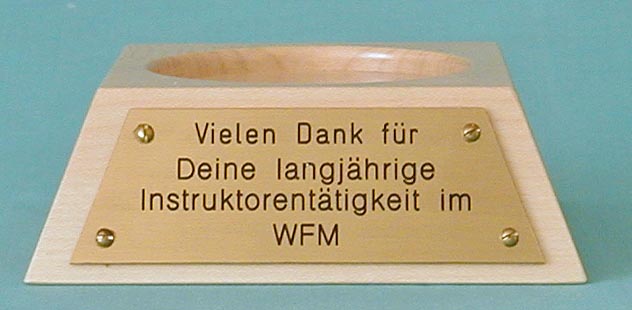 Vielen Dank für
Deine langjährige
Instruktorentätigkeit im
WFM